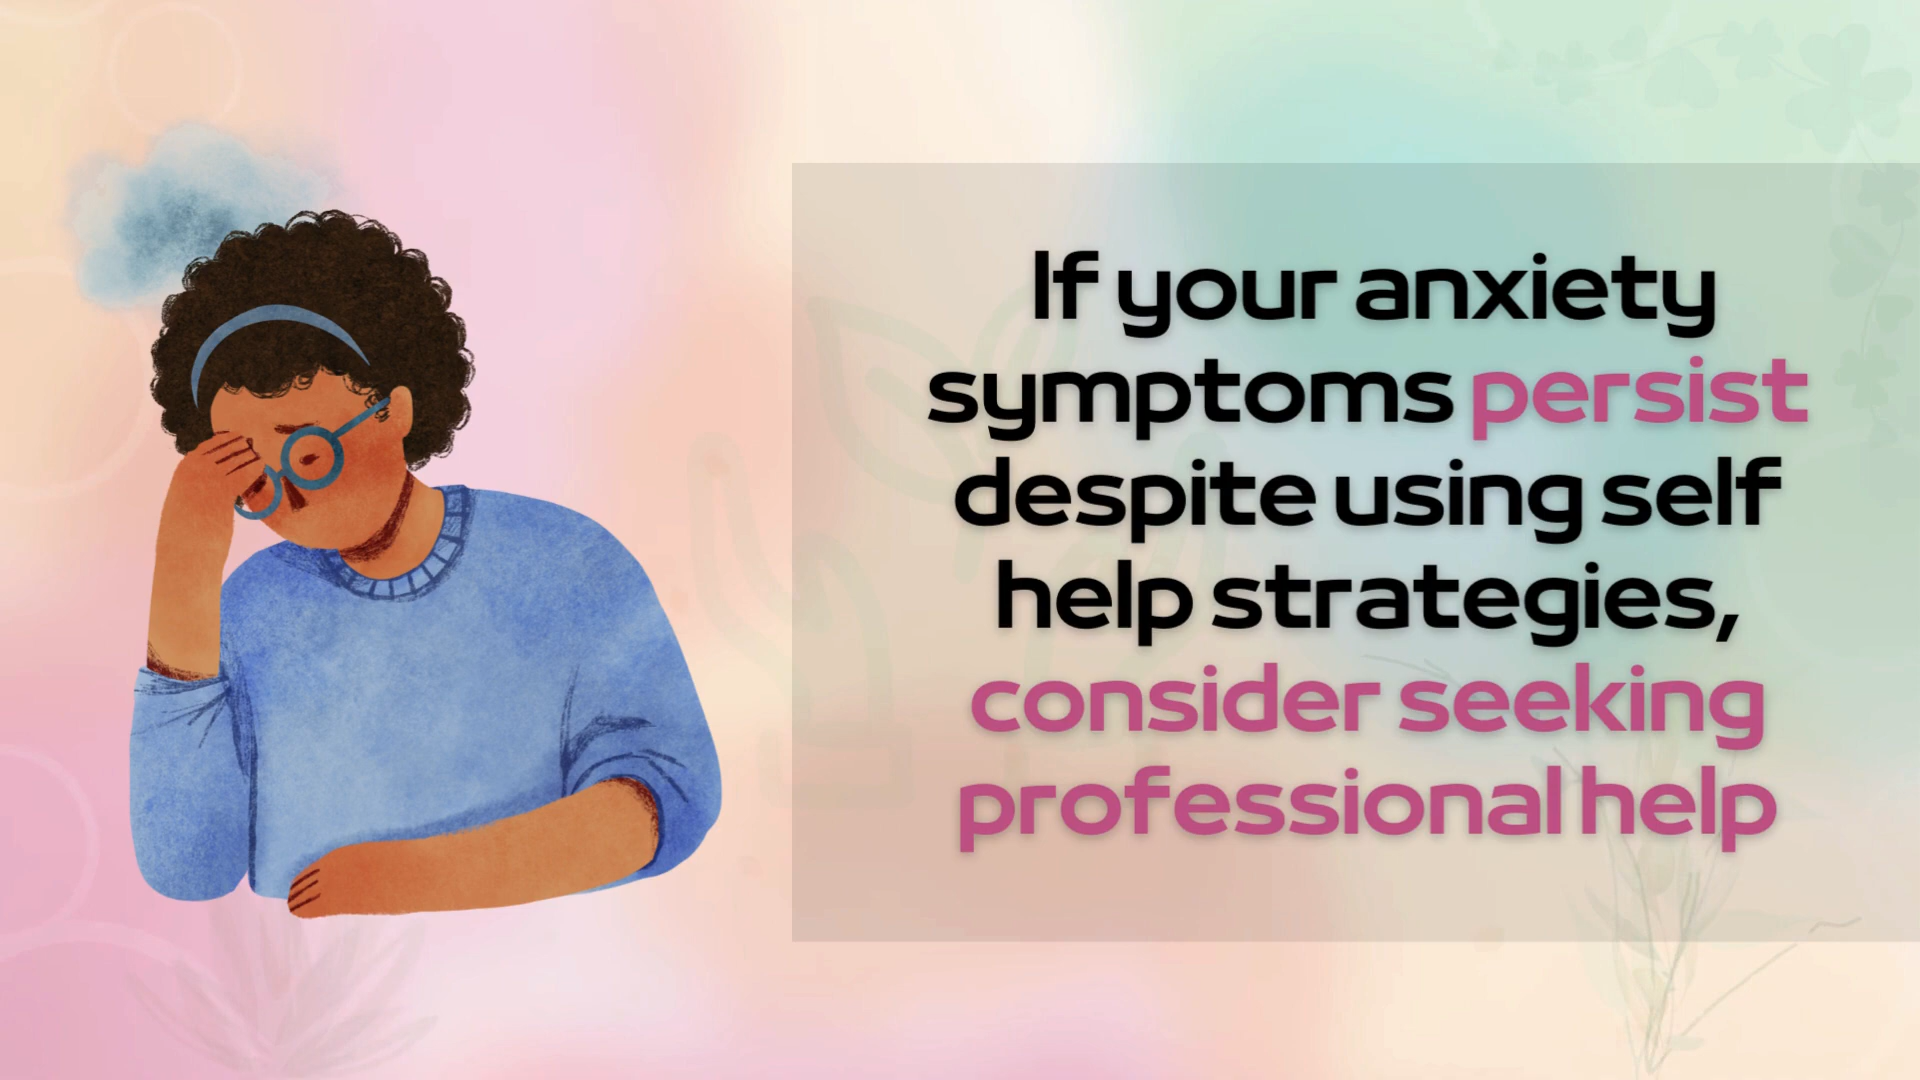 If your anxiety
symptoms persist
despite using self
help strategies,
consider seeking
professional help